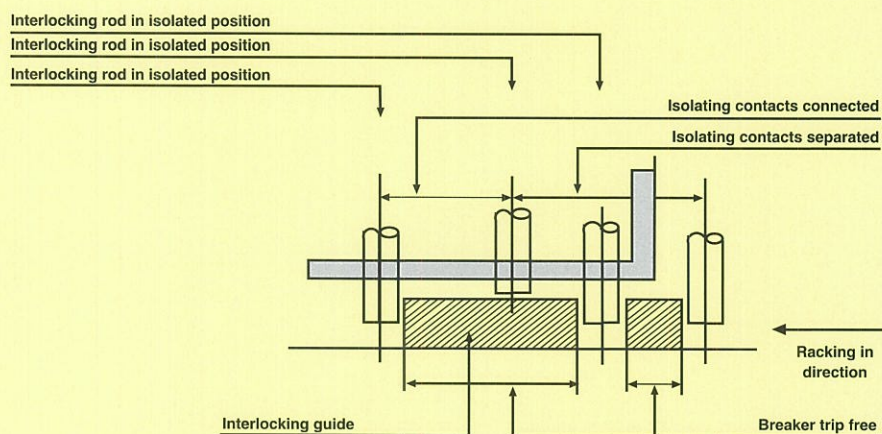 Interlocking rod in isolated position
Interlocking rod in isolated position
Interlocking rod in isolated position
Isolating contacts connected
Isolating contacts separated
Racking in
direction
Interlocking guide
Breaker trip free